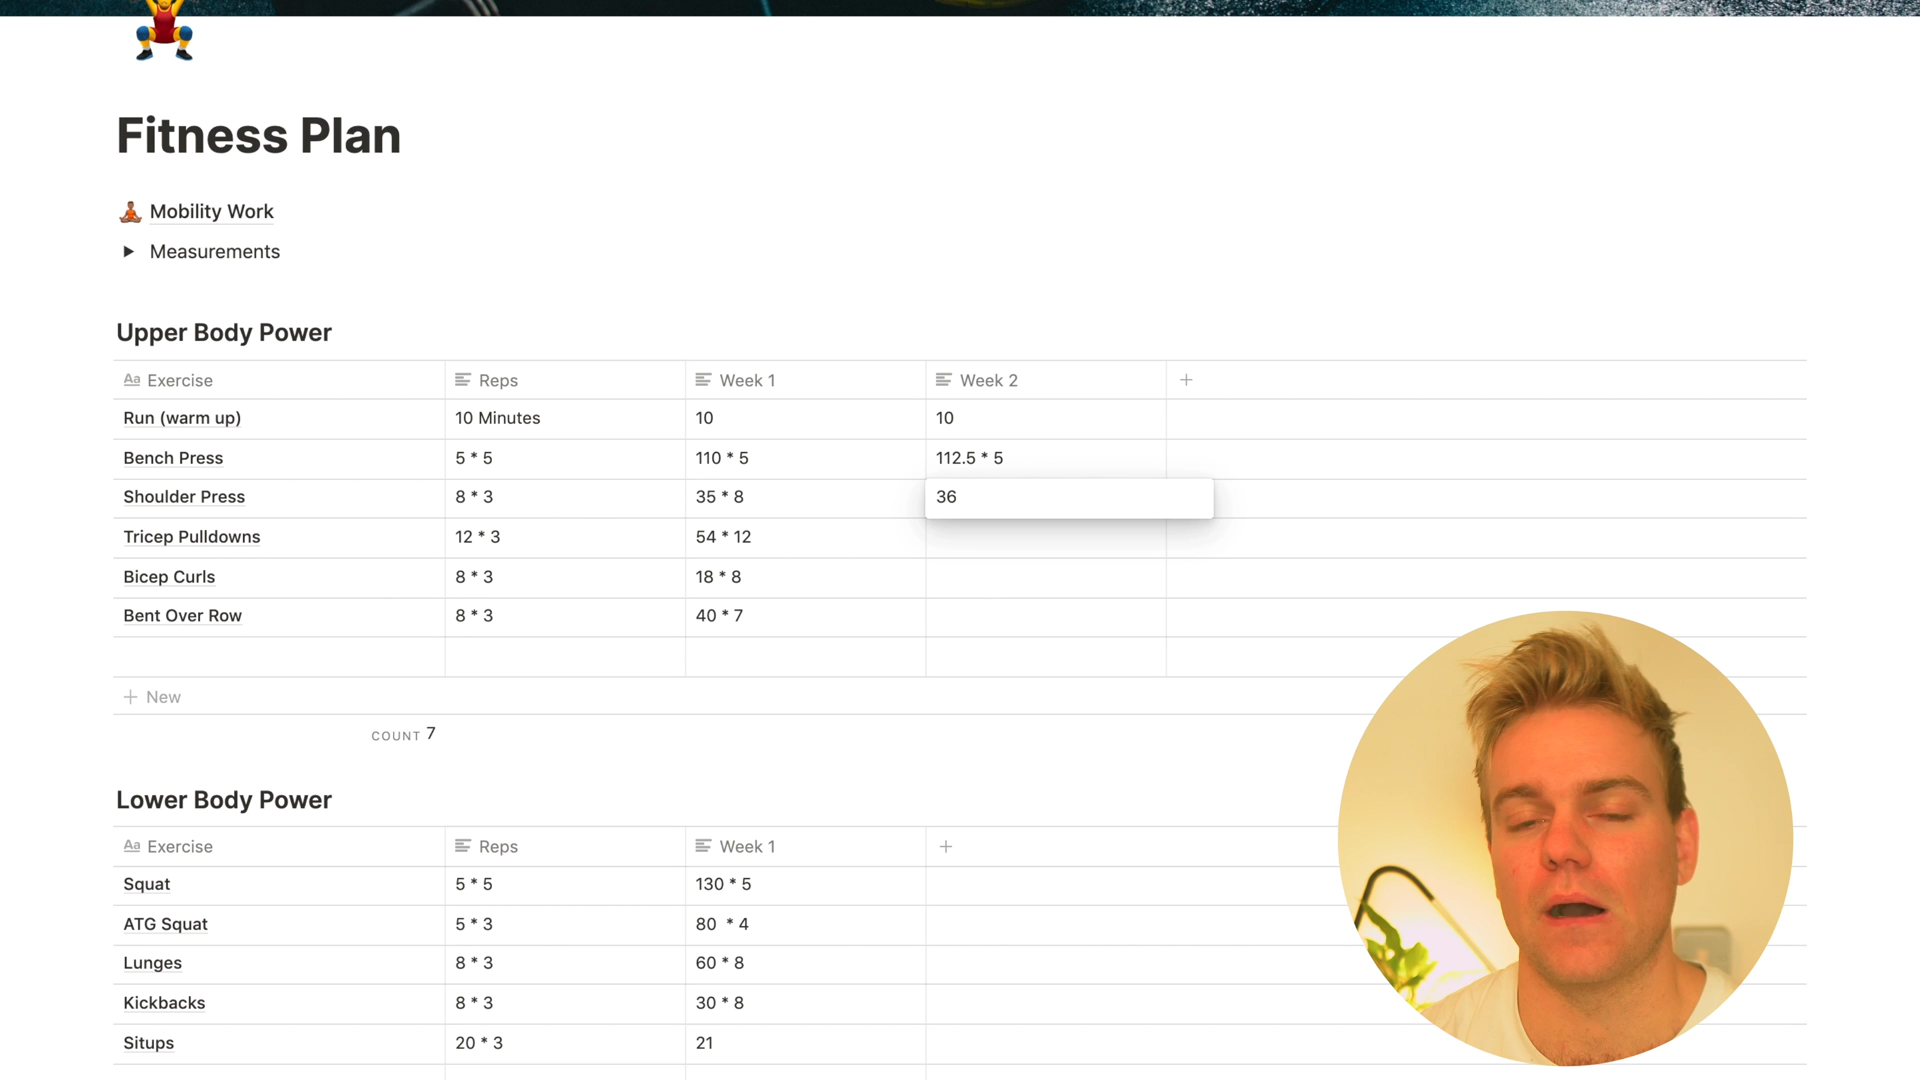 Fitness Plan
Mobility Work
Measurements
Upper Body Power
Aa Exercise Reps Week 1 Week 2 +
Run (warm up) 10 Minutes 10 10
Bench Press 5 * 5 110 * 5 112.5 * 5
Shoulder Press 8 * 3 35 * 8 36
Tricep Pulldowns 12 * 3 54 * 12
Bicep Curls 8 * 3 18 * 8
Bent Over Row 8 * 3 40 * 7
+ New
COUNT 7
Lower Body Power
Aa Exercise Reps Week 1 +
Squat 5 * 5 130 * 5
ATG Squat 5 * 3 80  * 4
Lunges 8 * 3 60 * 8
Kickbacks 8 * 3 30 * 8
Situps 20 * 3 21